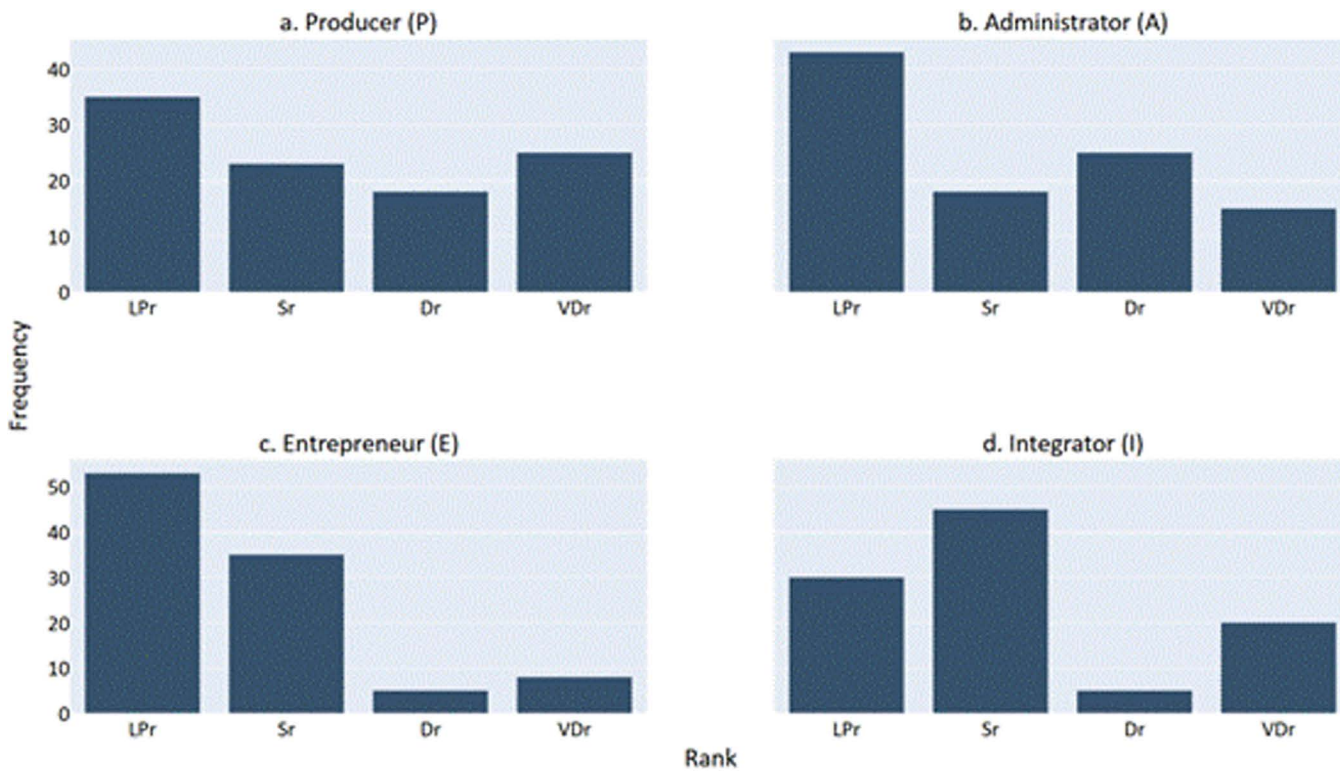 a. Producer (P)
b. Administrator (A)
40
30
20
10
0
LPr Sr Dr VDr
LPr Sr Dr VDr
Frequency
c. Entrepreneur (E)
d. Integrator (I)
50
40
30
20
10
0
LPr Sr Dr VDr
LPr Sr Dr VDr
Rank